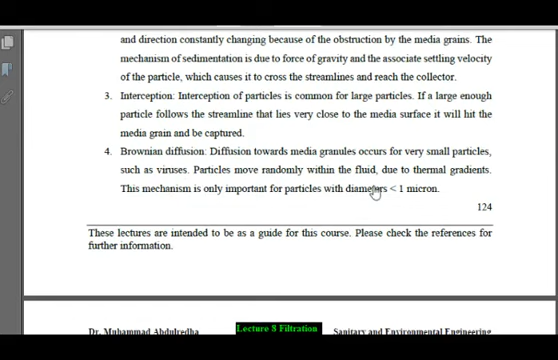 and direction constantly changing because of the obstruction by the media grains. The
mechanism of sedimentation is due to force of gravity and the associate settling velocity
of the particle, which causes it to cross the streamlines and reach the collector.
3. Interception: Interception of particles is common for large particles. If a large enough
particle follows the streamline that lies very close to the media surface it will hit the
media grain and be captured.
4. Brownian diffusion: Diffusion towards media granules occurs for very small particles,
such as viruses. Particles move randomly within the fluid, due to thermal gradients.
This mechanism is only important for particles with diameters < 1 micron.
124
These lectures are intended to be as a guide for this course. Please check the references for
further information.
Dr. Muhammad Abdulredha Lecture 8 Filtration Sanitary and Environmental Engineering